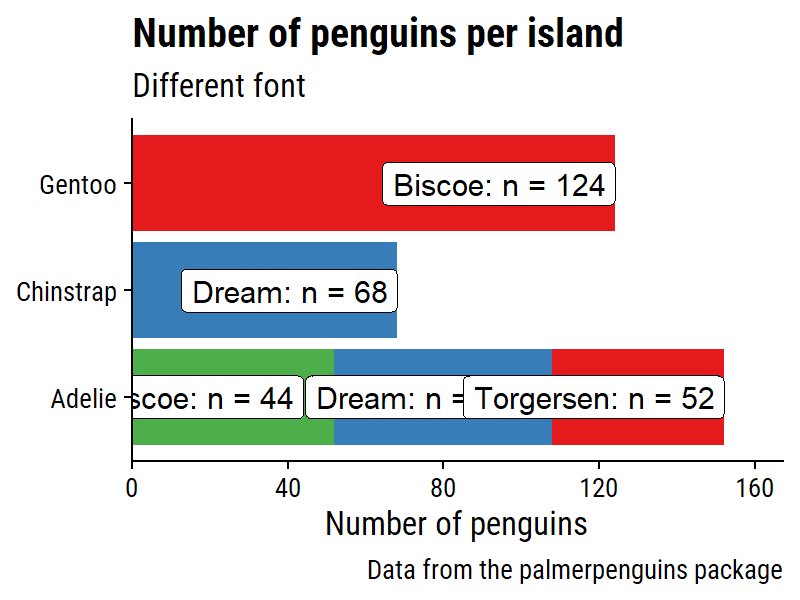 Number of penguins per island
Different font
Gentoo
Biscoe: n = 124
Chinstrap
Dream: n = 68
Adelie
scoe: n = 44
Dream: n =
Torgersen: n = 52
0 40 80 120 160
Number of penguins
Data from the palmerpenguins package